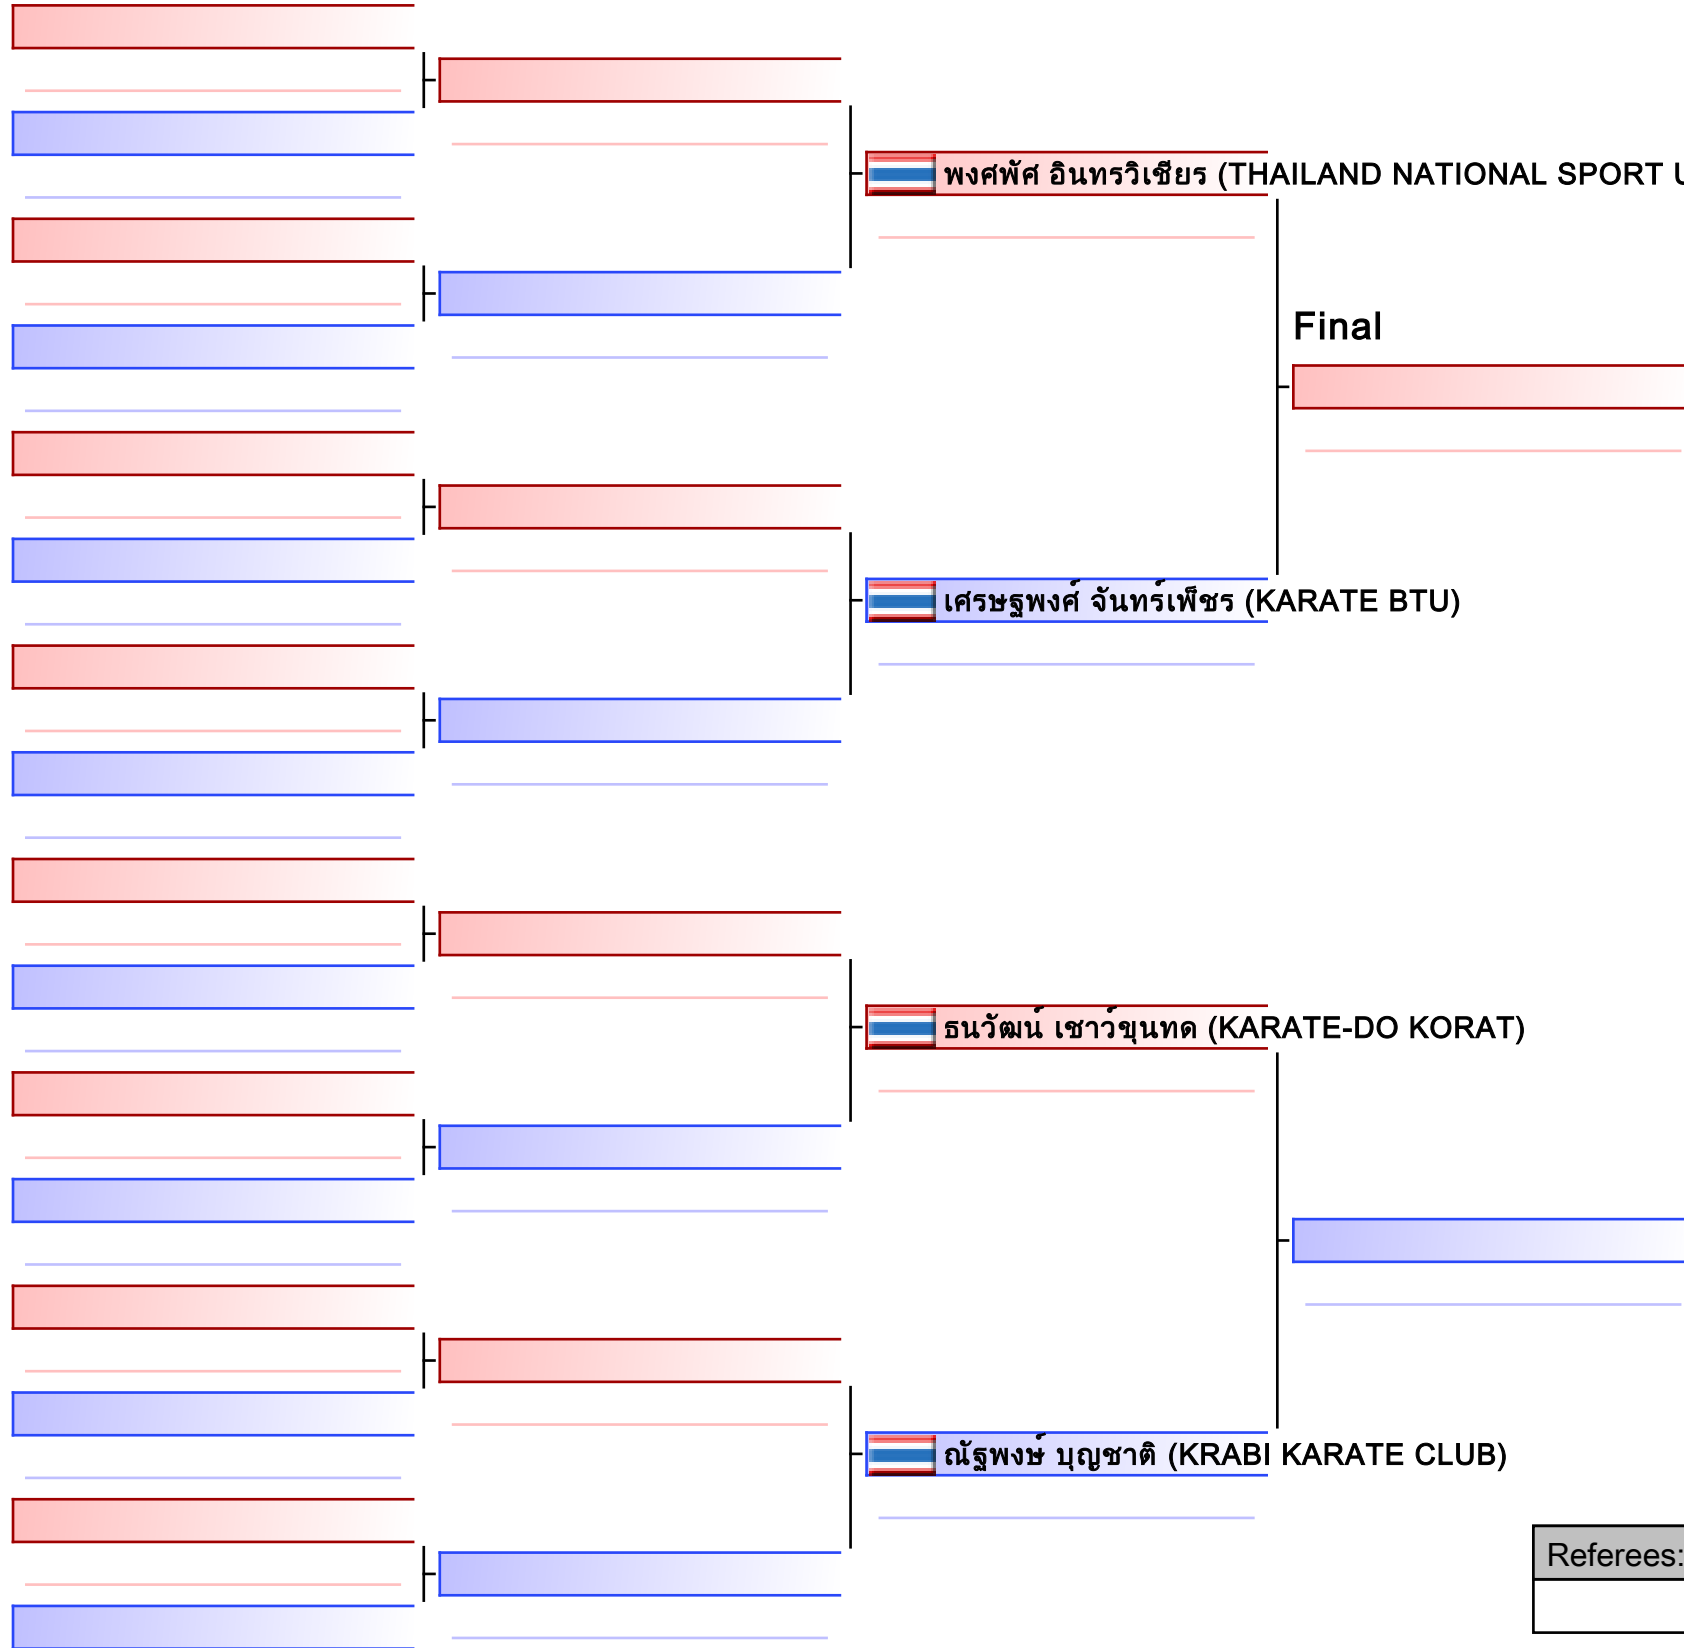 พงศพัศ อินทรวิเชียร (THAILAND NATIONAL SPORT U
Final
เศรษฐพงศ์ จันทร์เพ็ชร (KARATE BTU)
ธนวัฒน์ เชาว์ขุนทด (KARATE-DO KORAT)
ณัฐพงษ์ บุญชาติ (KRABI KARATE CLUB)
Referees: